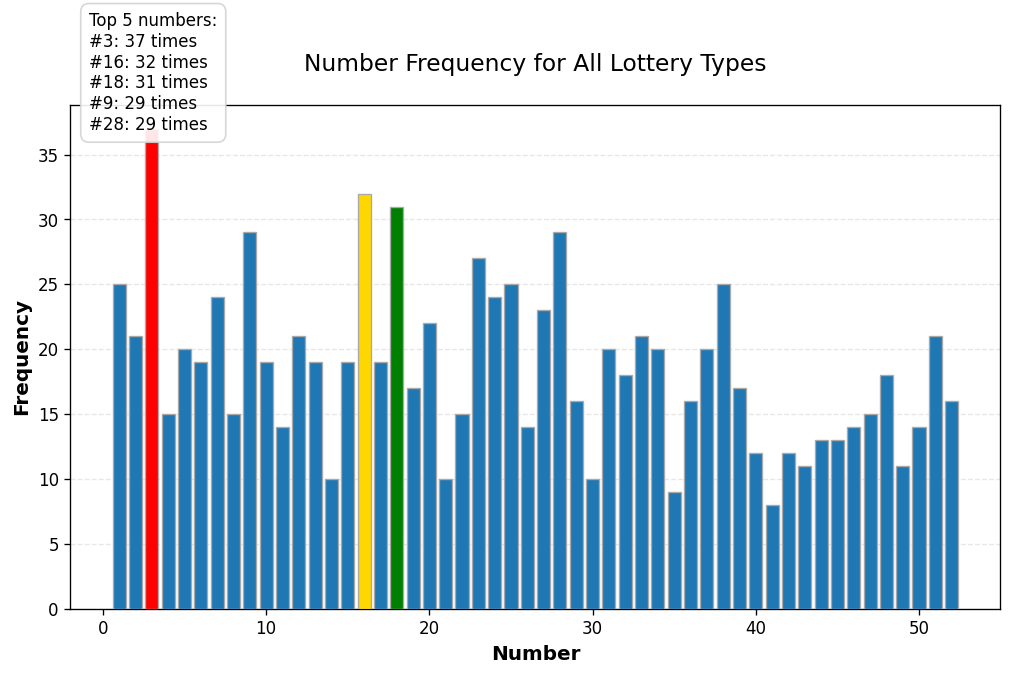 Top 5 numbers:
#3: 37 times
#16: 32 times
#18: 31 times
#9: 29 times
#28: 29 times
Number Frequency for All Lottery Types
Frequency
35
30
25
20
15
10
5
0
0 10 20 30 40 50
Number